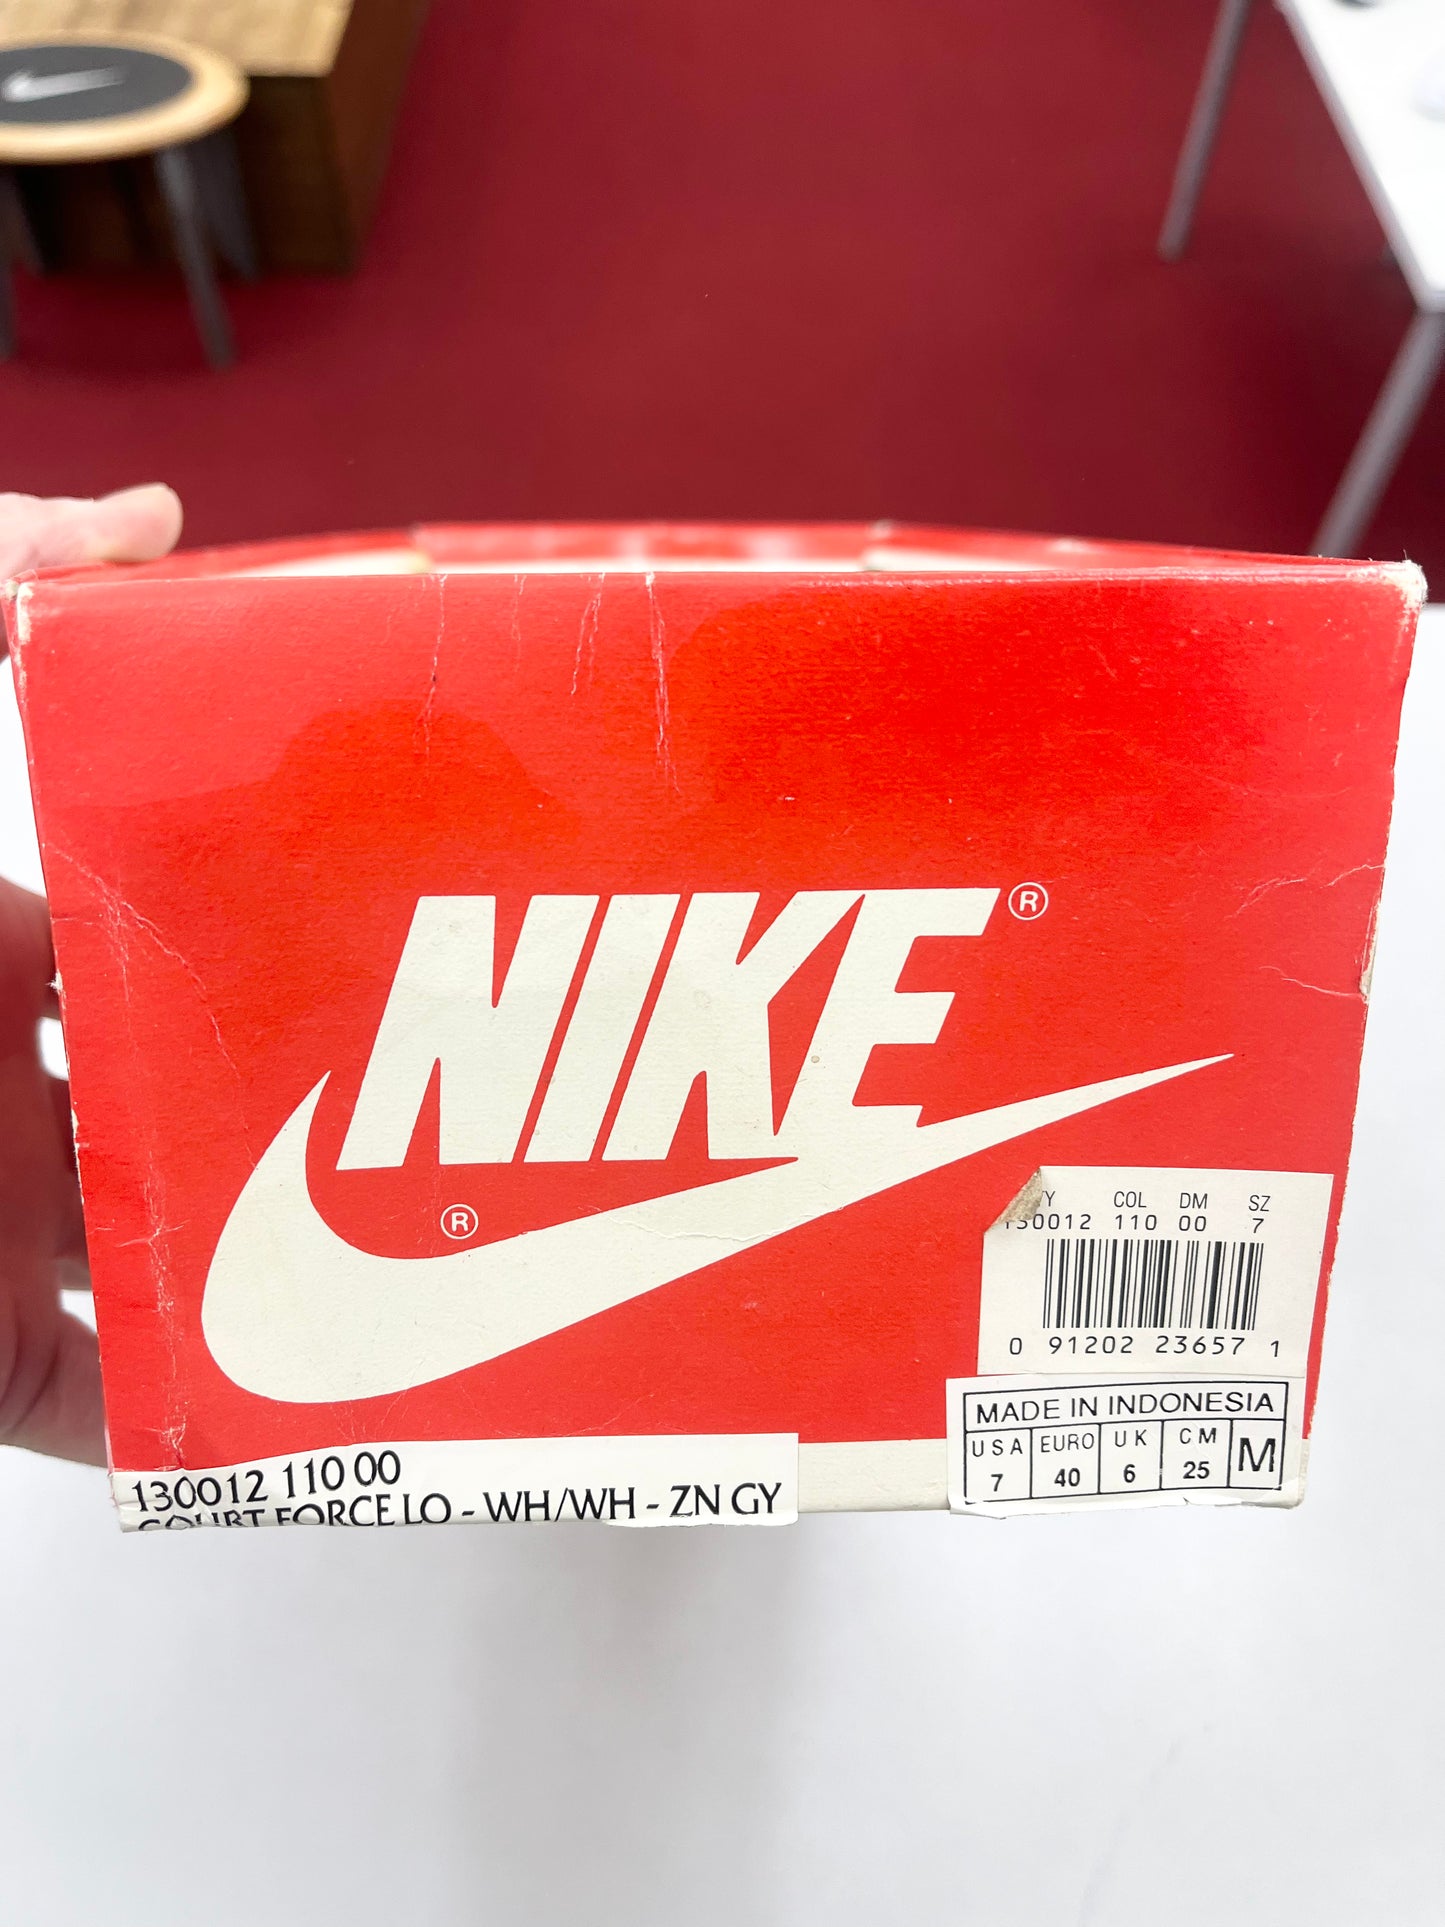 NIKE®
®
Y COL DM SZ
130012 110 00 7
0 91202 23657 1
MADE IN INDONESIA
USA EURO UK CM M
7 40 6 25
130012 110 00
COURT FORCE LO - WH/WH - ZN GY